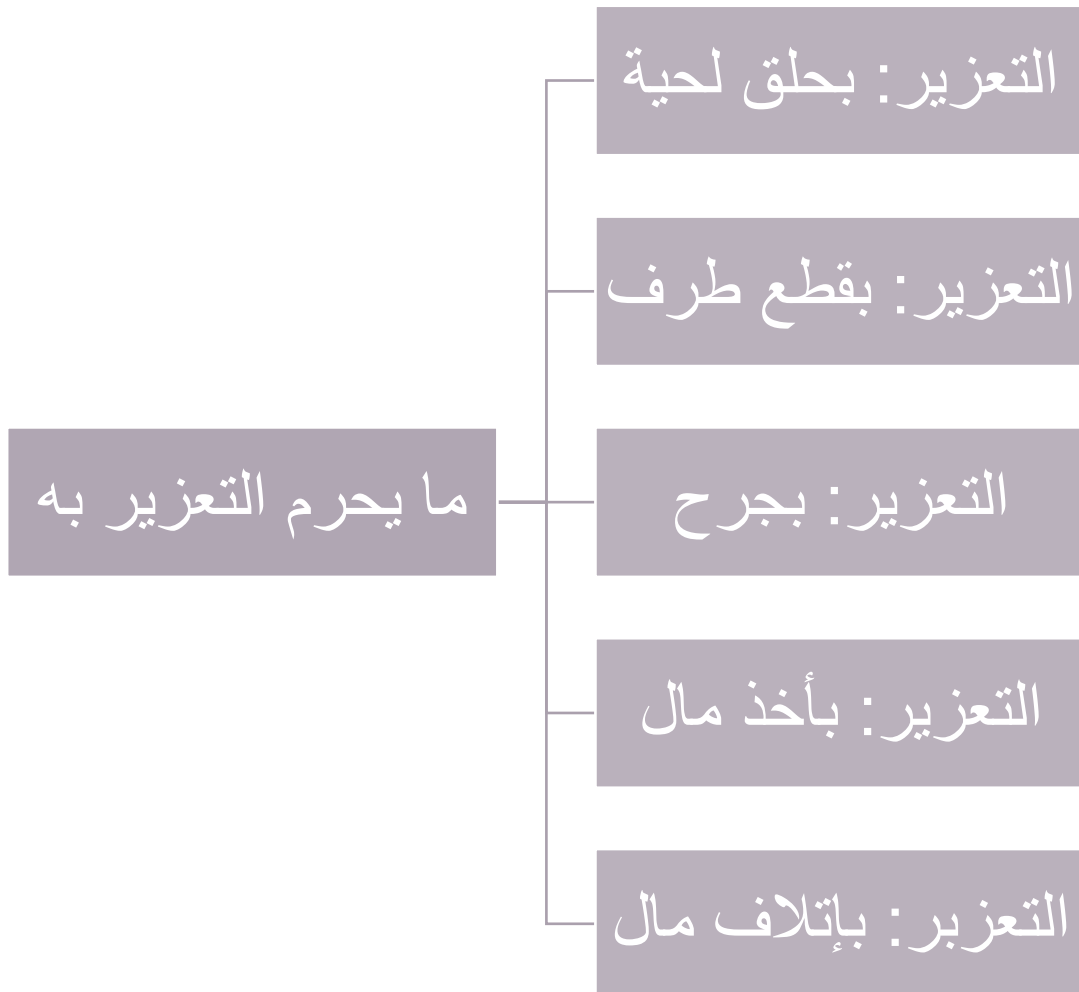 ما يحرم التعزير به
التعزير: بحلق لحية
التعزير: بقطع طرف
التعزير: بجرح
التعزير: بأخذ مال
التعزبر: بإتلاف مال